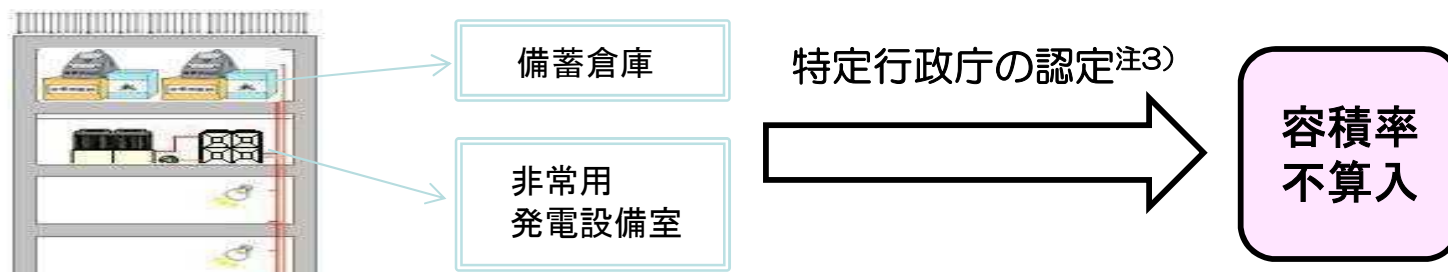 備蓄倉庫
非常用
発電設備室
特定行政庁の認定注3）
容積率
不算入